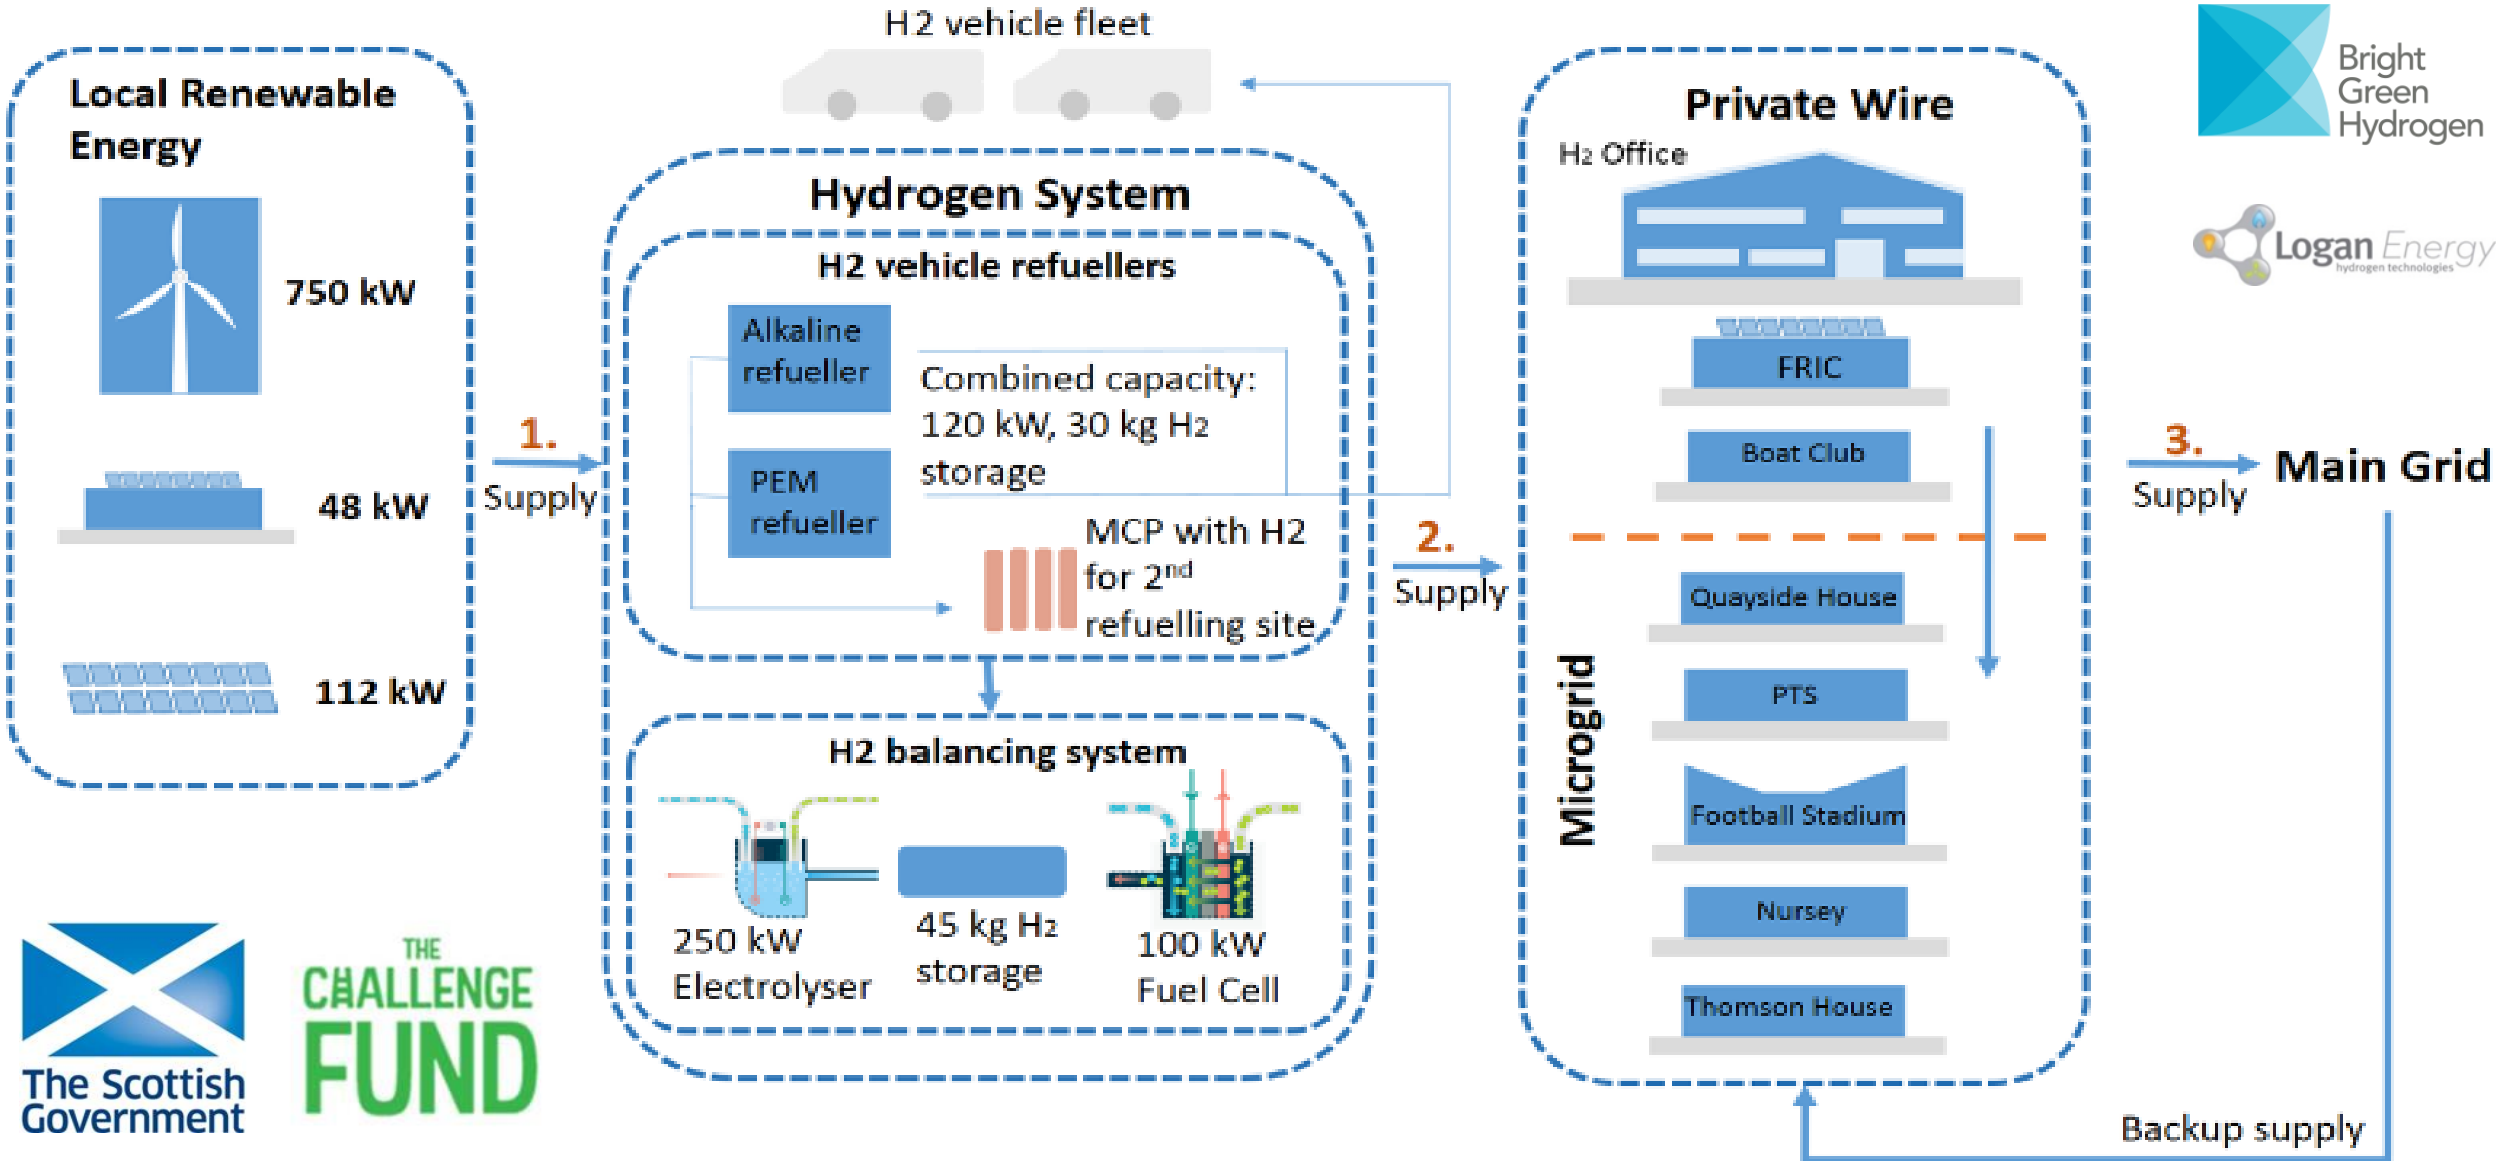 H2 vehicle fleet
Local Renewable
Energy
750 kW
48 kW
112 kW
1.
Supply
Hydrogen System
H2 vehicle refuellers
Alkaline
refueller
PEM
refueller
Combined capacity:
120 kW, 30 kg H2
storage
MCP with H2
for 2nd
refuelling site
H2 balancing system
250 kW
Electrolyser
45 kg H2
storage
100 kW
Fuel Cell
2.
Supply
Private Wire
H2 Office
FRIC
Boat Club
Microgrid
Quayside House
PTS
Football Stadium
Nursey
Thomson House
3.
Supply
Main Grid
Backup supply
Bright
Green
Hydrogen
Logan Energy
hydrogen technologies
The Scottish
Government
THE
CHALLENGE
FUND